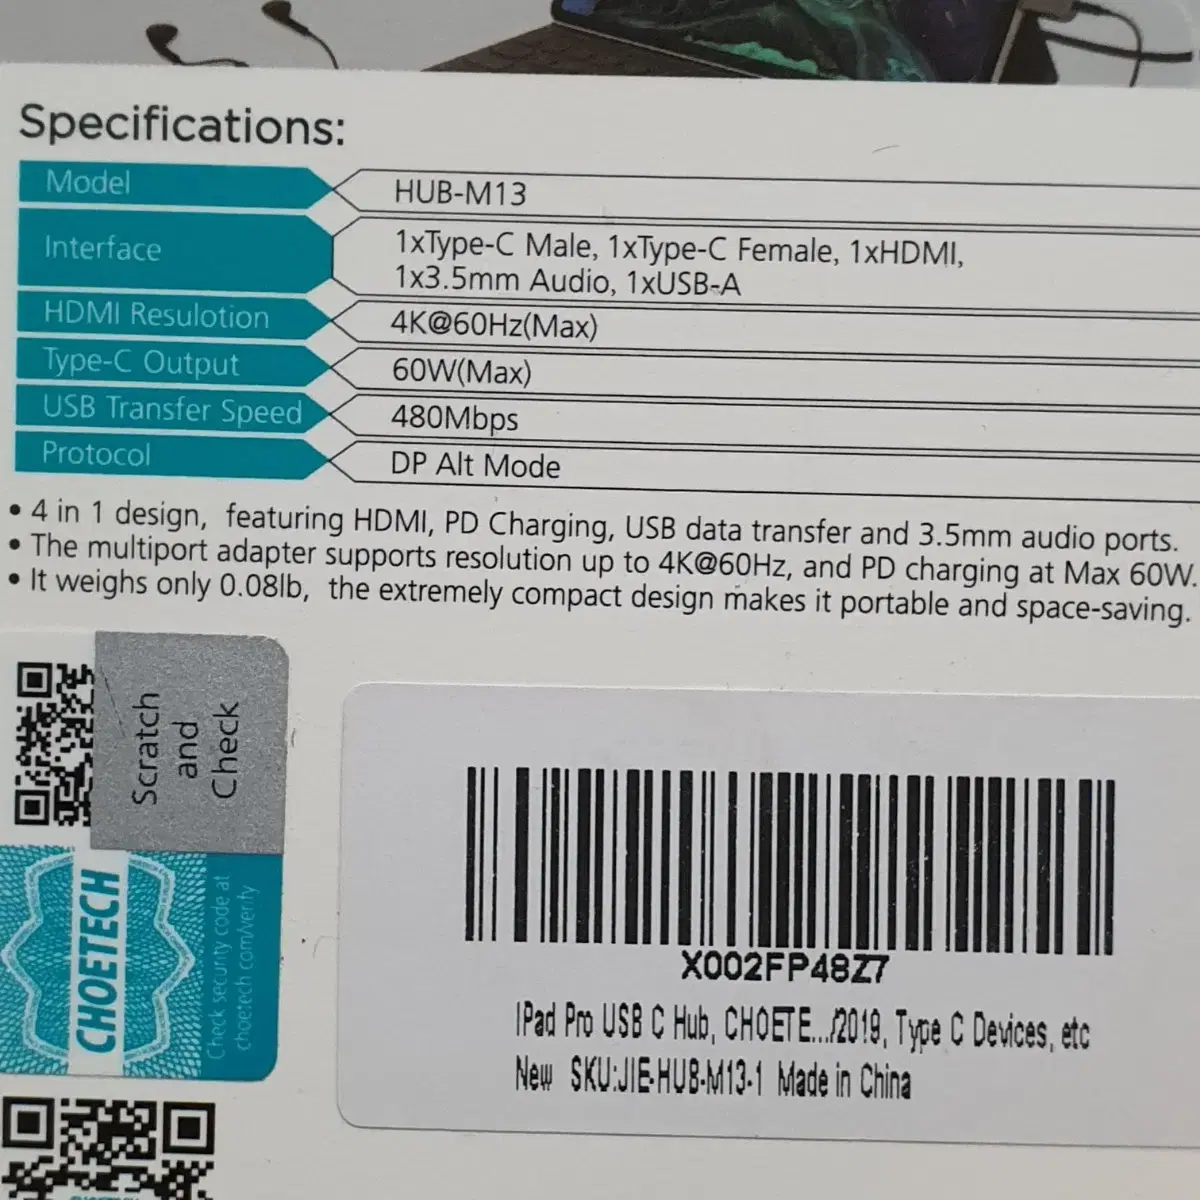 Specifications:
Model
HUB-M13
Interface
1xType-C Male, 1xType-C Female, 1xHDMI,
1x3.5mm Audio, 1xUSB-A
HDMI Resulotion
4K@60Hz(Max)
Type-C Output
60W(Max)
USB Transfer Speed
480Mbps
Protocol
DP Alt Mode
• 4 in 1 design, featuring HDMI, PD Charging, USB data transfer and 3.5mm audio ports.
• The multiport adapter supports resolution up to 4K@60Hz, and PD charging at Max 60W.
• It weighs only 0.08lb, the extremely compact design makes it portable and space-saving.
Scratch
and
Check
CHOETECH
Check security code at
choetech.com/verify
X002FP48Z7
IPad Pro USB C Hub, CHOETE.../2019, Type C Devices, etc
New SKU:JIE-HUB-M13-1 Made in China